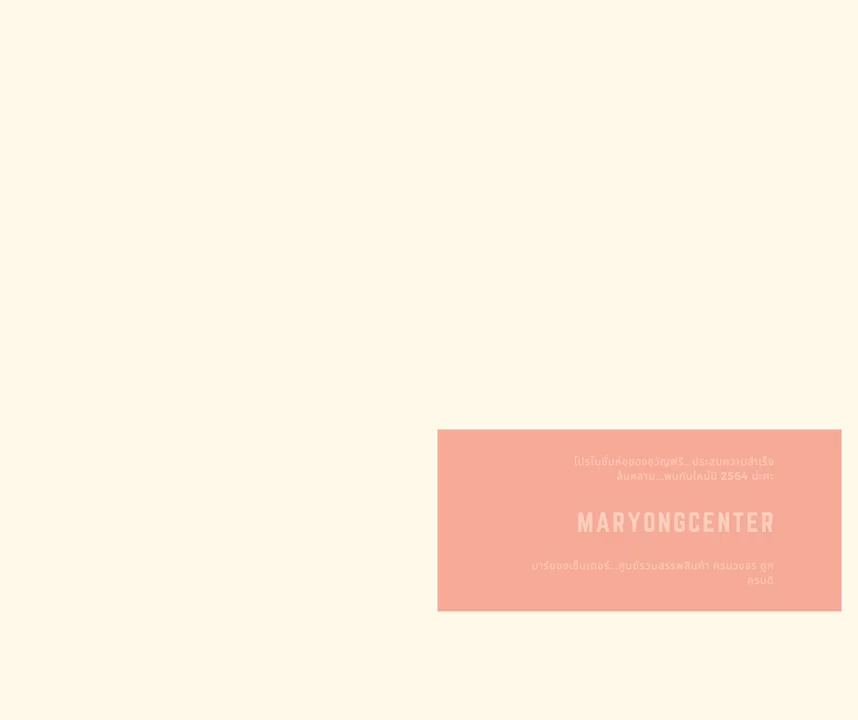 โปรโมชั่นห่อของขวัญฟรี...ประสบความสำเร็จ
ล้นหลาม...พบกันใหม่ปี 2564 นะคะ
MARYONGCENTER
มาร์ยองเซ็นเตอร์...ศูนย์รวมสรรพสินค้า ครบวงจร ถูก
ครบดี